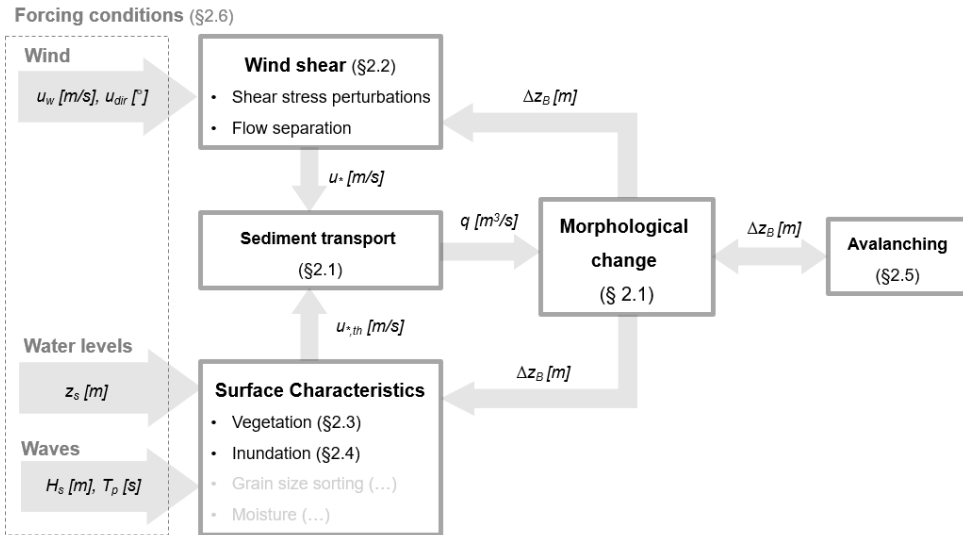 Forcing conditions (§2.6)
Wind
u_w [m/s], u_dir [°]
Wind shear (§2.2)
• Shear stress perturbations
• Flow separation
Δz_B [m]
u_* [m/s]
Sediment transport
(§2.1)
q [m³/s]
Morphological
change
(§ 2.1)
Δz_B [m]
Avalanching
(§2.5)
u_*,th [m/s]
Water levels
z_s [m]
Δz_B [m]
Surface Characteristics
• Vegetation (§2.3)
• Inundation (§2.4)
• Grain size sorting (…)
• Moisture (…)
Waves
H_s [m], T_p [s]